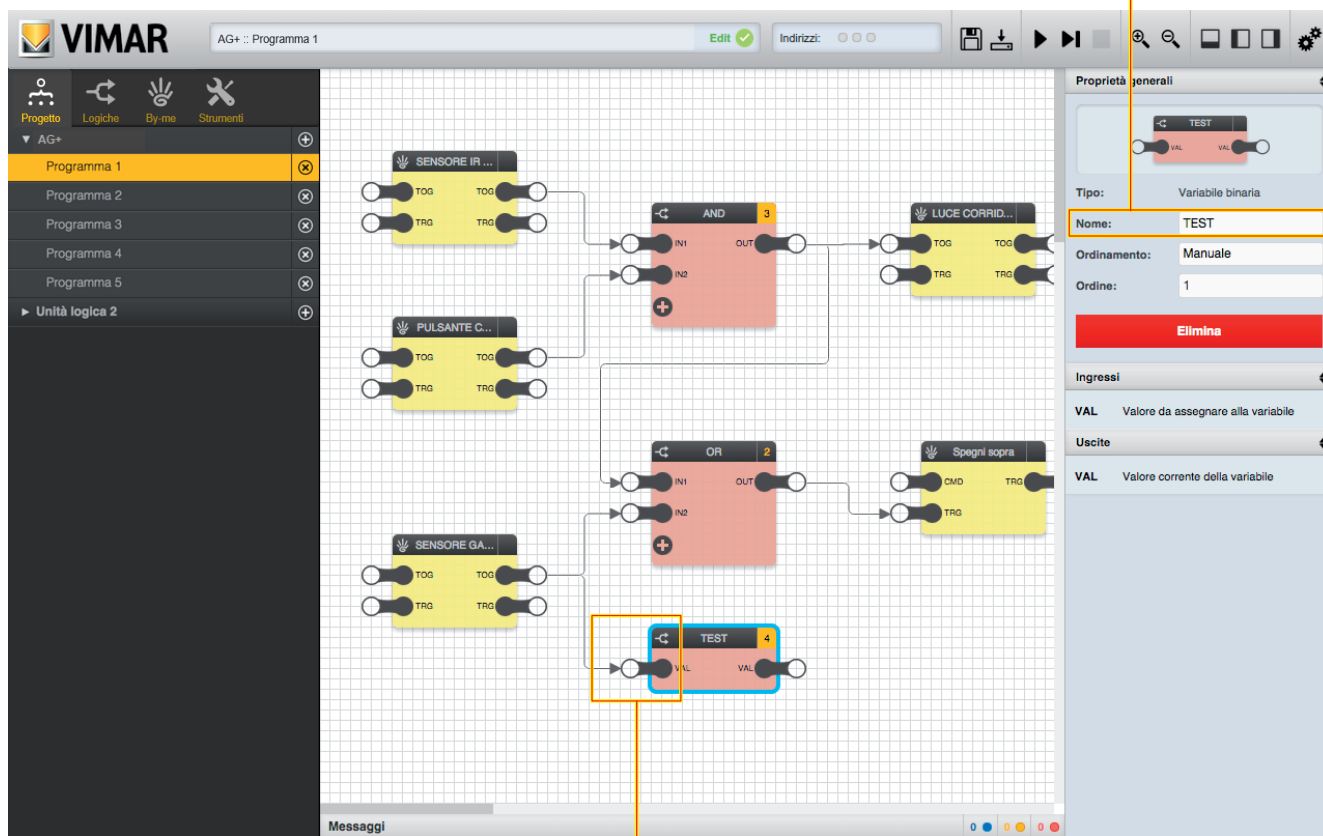 VIMAR
AG+ :: Programma 1
Edit
Indirizzi:
Progetto
Logiche
By-me
Strumenti
AG+
Programma 1
Programma 2
Programma 3
Programma 4
Programma 5
Unità logica 2
SENSORE IR ...
TOG TOG
TRG TRG
PULSANTE C...
TOG TOG
TRG TRG
SENSORE GA...
TOG TOG
TRG TRG
AND 3
IN1 OUT
IN2
OR 2
IN1 OUT
IN2
TEST 4
VAL VAL
LUCE CORRID...
TOG TOG
TRG TRG
Spegni sopra
CMD TRG
TRG
Messaggi
0 0 0
Proprietà generali
TEST
VAL VAL
Tipo: Variabile binaria
Nome: TEST
Ordinamento: Manuale
Ordine: 1
Elimina
Ingressi
VAL Valore da assegnare alla variabile
Uscite
VAL Valore corrente della variabile